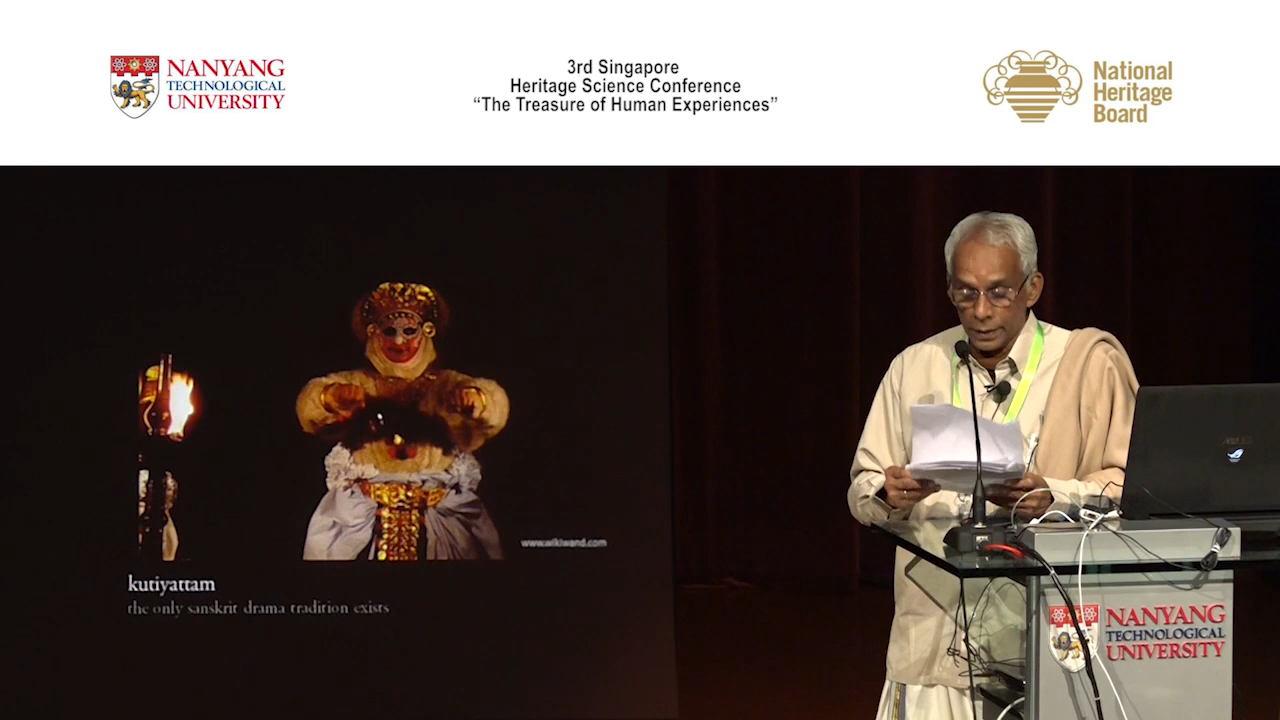 NANYANG
TECHNOLOGICAL
UNIVERSITY
3rd Singapore
Heritage Science Conference
“The Treasure of Human Experiences”
National
Heritage
Board
www.wikiwand.com
kutiyattam
the only sanskrit drama tradition exists
NANYANG
TECHNOLOGICAL
UNIVERSITY